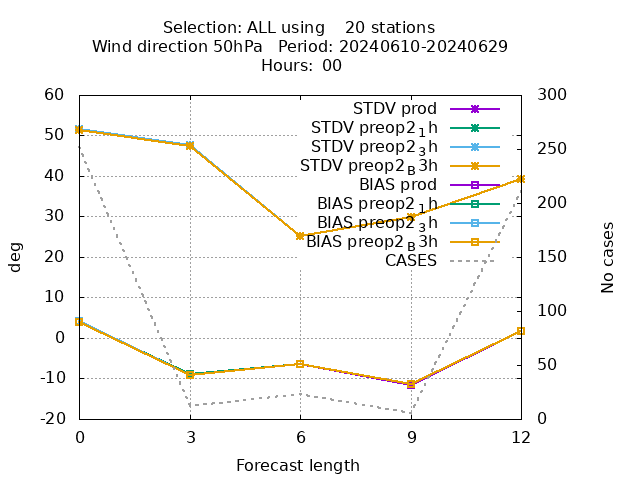 Selection: ALL using    20 stations
Wind direction 50hPa   Period: 20240610-20240629
Hours: 00
60
50
40
30
20
10
0
-10
-20
deg
300
250
200
150
100
50
0
No cases
STDV prod
STDV preop2₁h
STDV preop2₃h
STDV preop2_B3h
BIAS prod
BIAS preop2₁h
BIAS preop2₃h
BIAS preop2_B3h
CASES
0 3 6 9 12
Forecast length